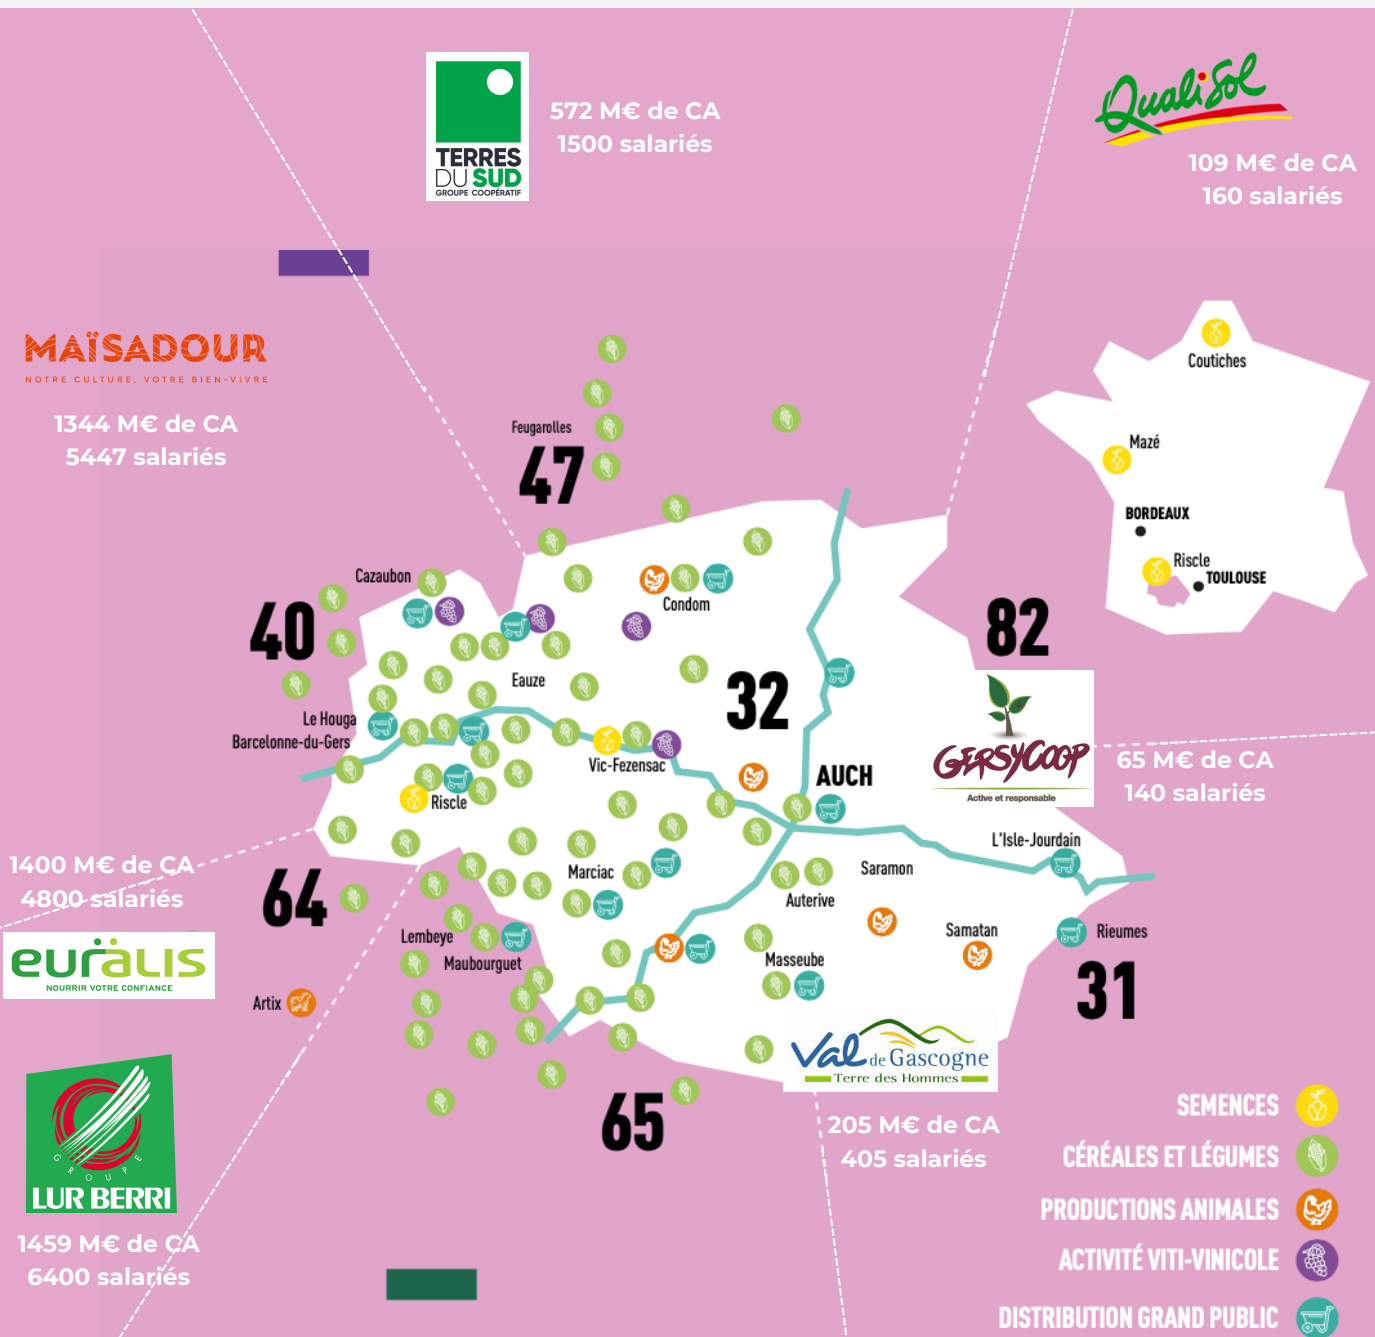 TERRES
DU SUD
GROUPE COOPÉRATIF
572 M€ de CA
1500 salariés
QualiSol
109 M€ de CA
160 salariés
MAÏSADOUR
NOTRE CULTURE, VOTRE BIEN-VIVRE
1344 M€ de CA
5447 salariés
Coutiches
Mazé
BORDEAUX
Riscle
TOULOUSE
Feugarolles
47
Cazaubon
40
Condom
82
Eauze
32
Le Houga
Barcelonne-du-Gers
Vic-Fezensac
AUCH
Riscle
GERSYCOOP
Active et responsable
65 M€ de CA
140 salariés
L'Isle-Jourdain
1400 M€ de CA
4800 salariés
64
Marciac
Saramon
Auterive
euralis
NOURRIR VOTRE CONFIANCE
Lembeye
Maubourguet
Samatan
Rieumes
Masseube
31
Artix
Val de Gascogne
Terre des Hommes
65
205 M€ de CA
405 salariés
GROUPE
LUR BERRI
1459 M€ de CA
6400 salariés
SEMENCES
CÉRÉALES ET LÉGUMES
PRODUCTIONS ANIMALES
ACTIVITÉ VITI-VINICOLE
DISTRIBUTION GRAND PUBLIC